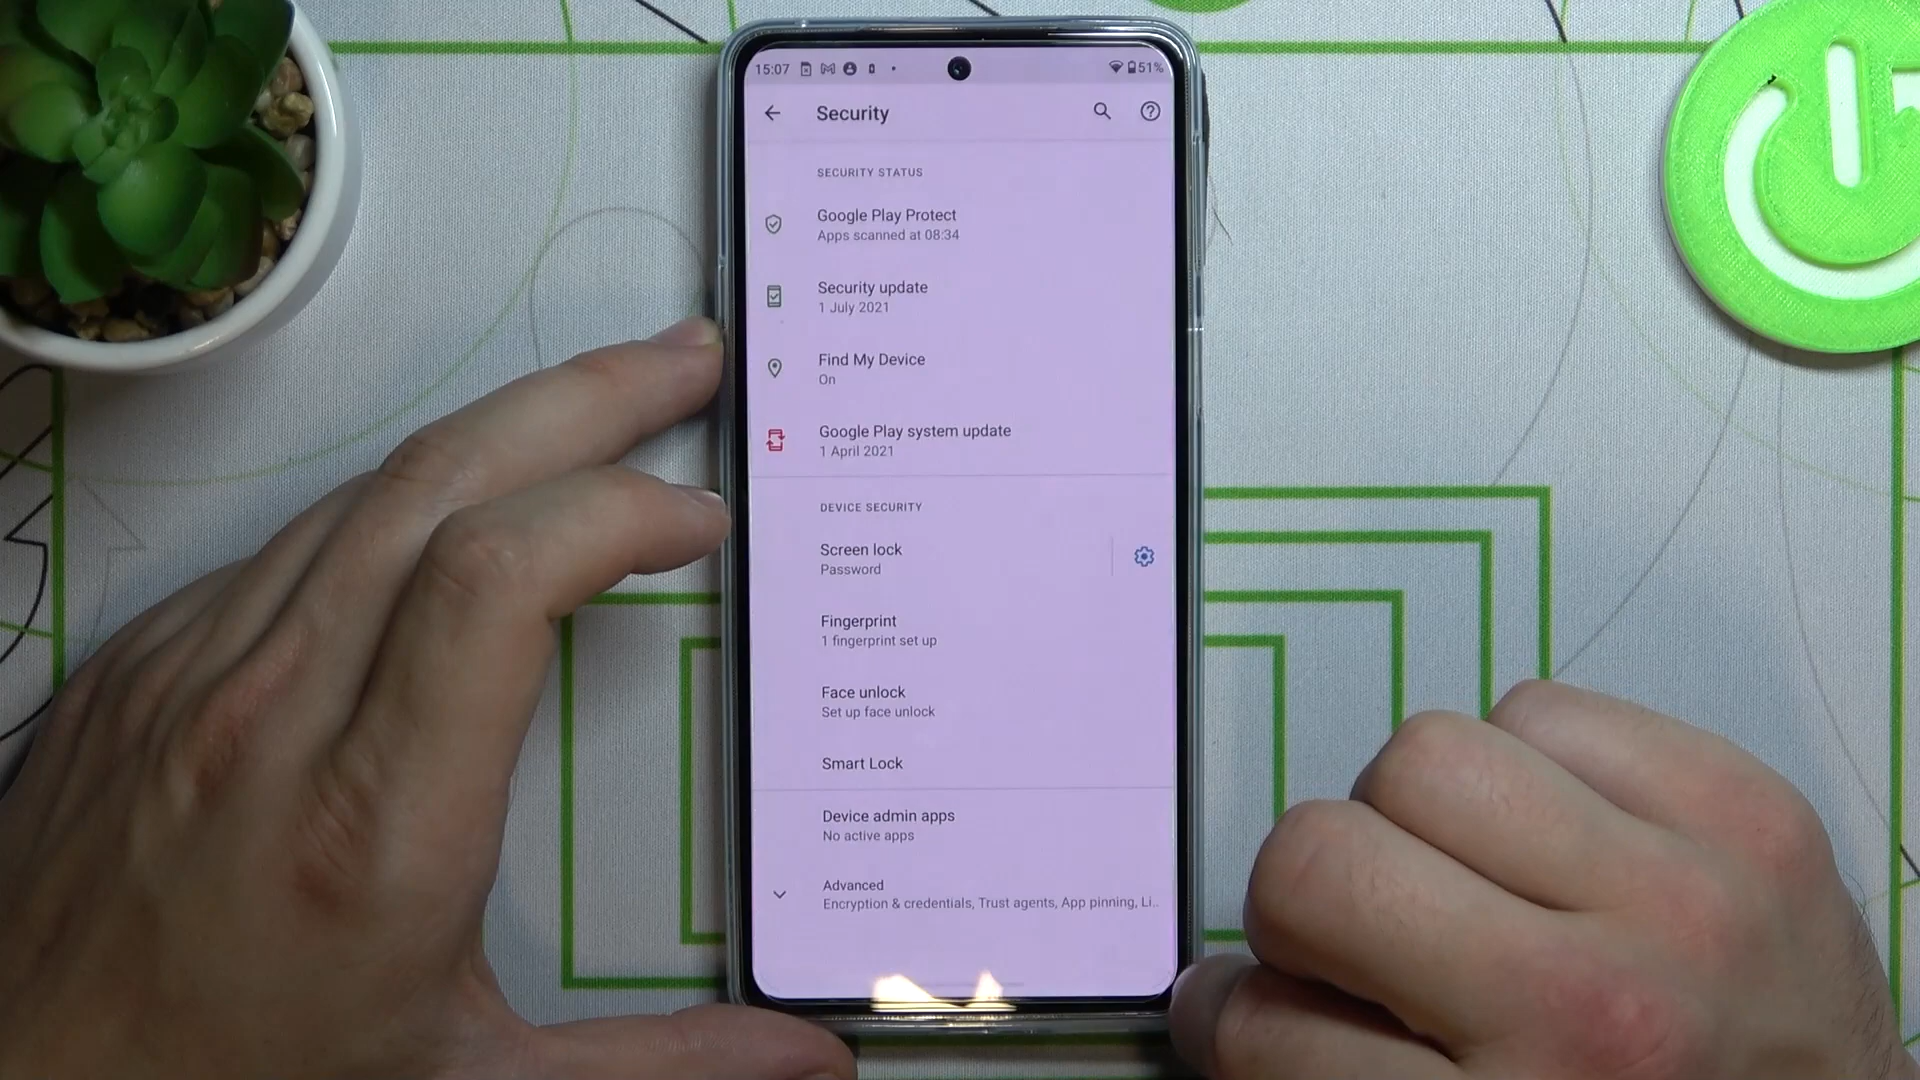 15:07 51%
Security
SECURITY STATUS
Google Play Protect
Apps scanned at 08:34
Security update
1 July 2021
Find My Device
On
Google Play system update
1 April 2021
DEVICE SECURITY
Screen lock
Password
Fingerprint
1 fingerprint set up
Face unlock
Set up face unlock
Smart Lock
Device admin apps
No active apps
Advanced
Encryption & credentials, Trust agents, App pinning, Li..